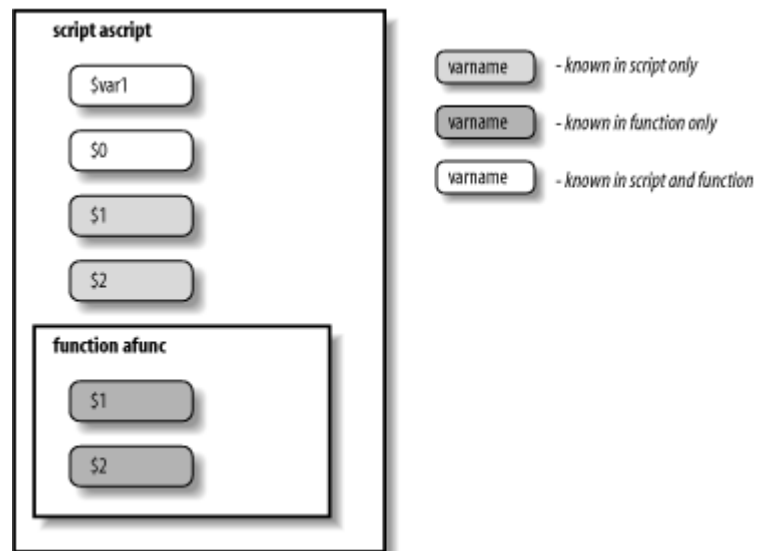 script ascript
$var1
$0
$1
$2
function afunc
$1
$2
varname - known in script only
varname - known in function only
varname - known in script and function